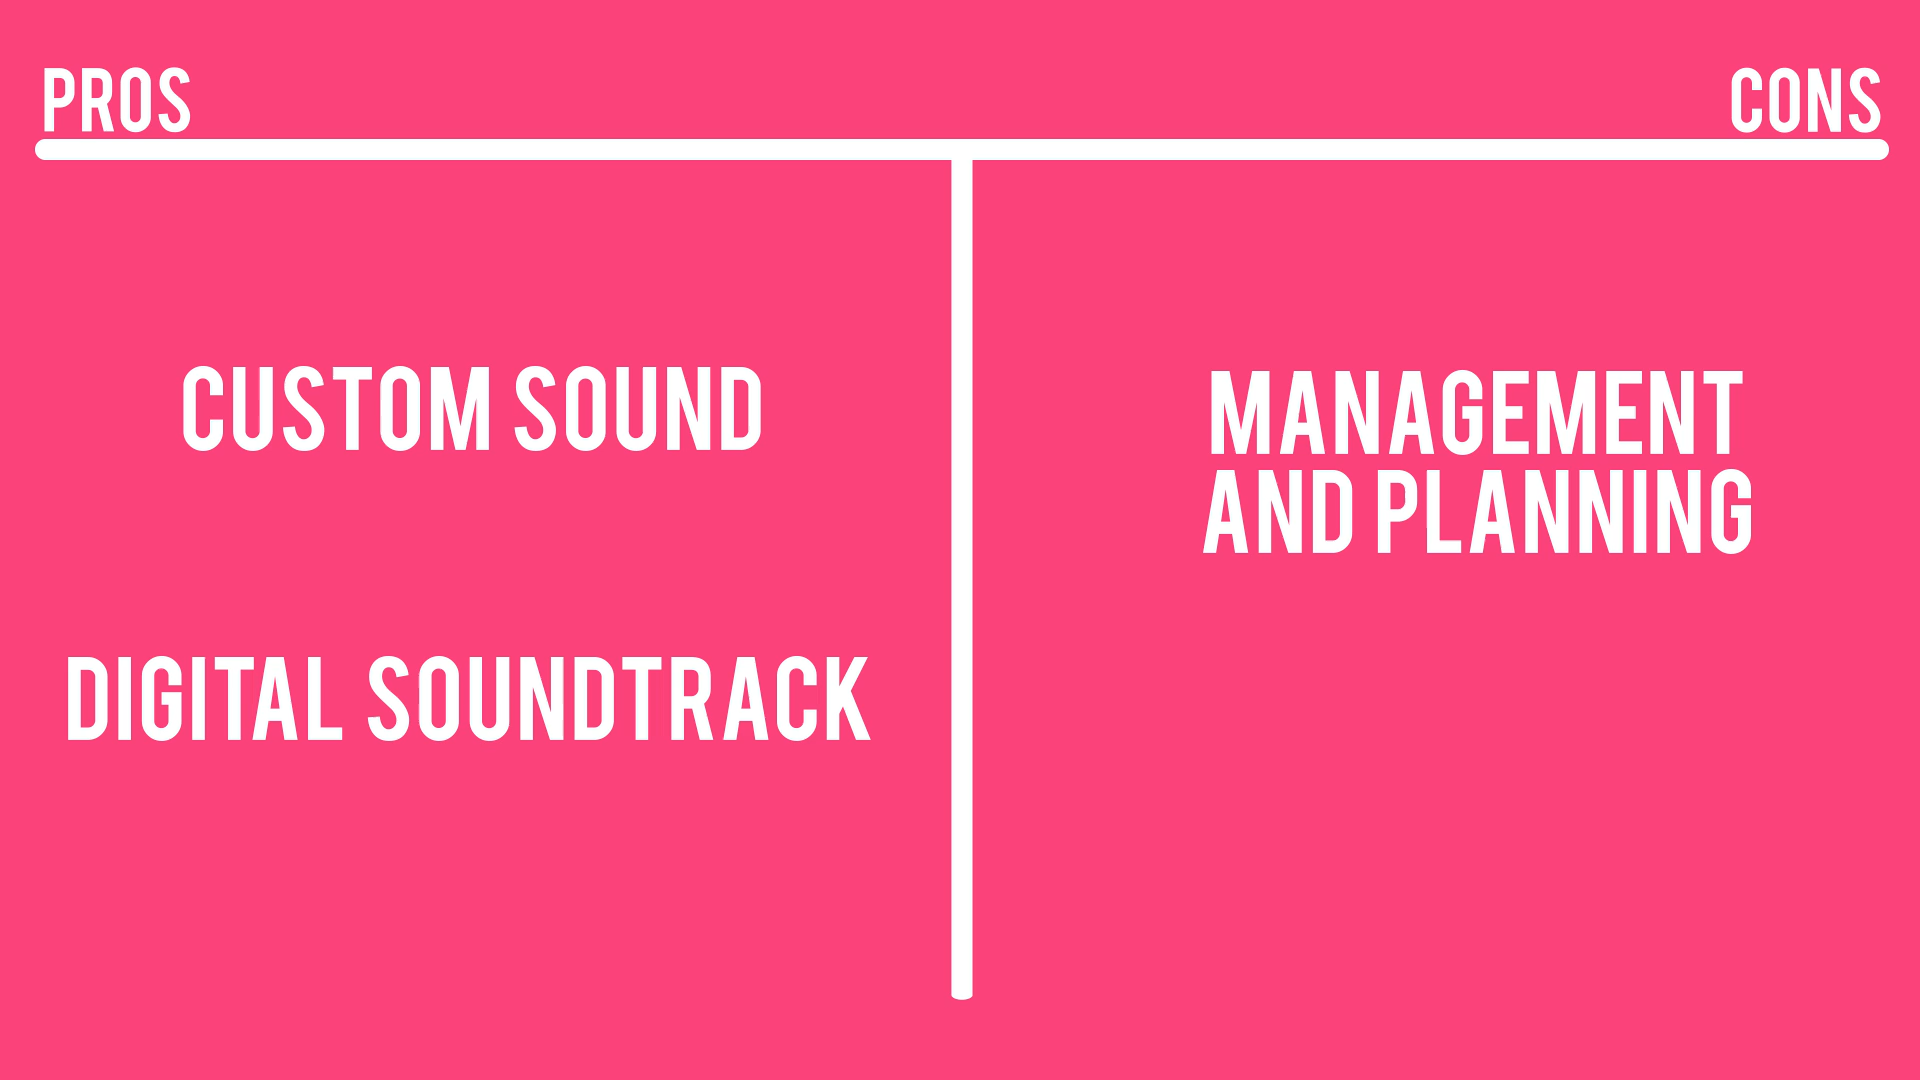 PROS
CONS
CUSTOM SOUND
DIGITAL SOUNDTRACK
MANAGEMENT
AND PLANNING